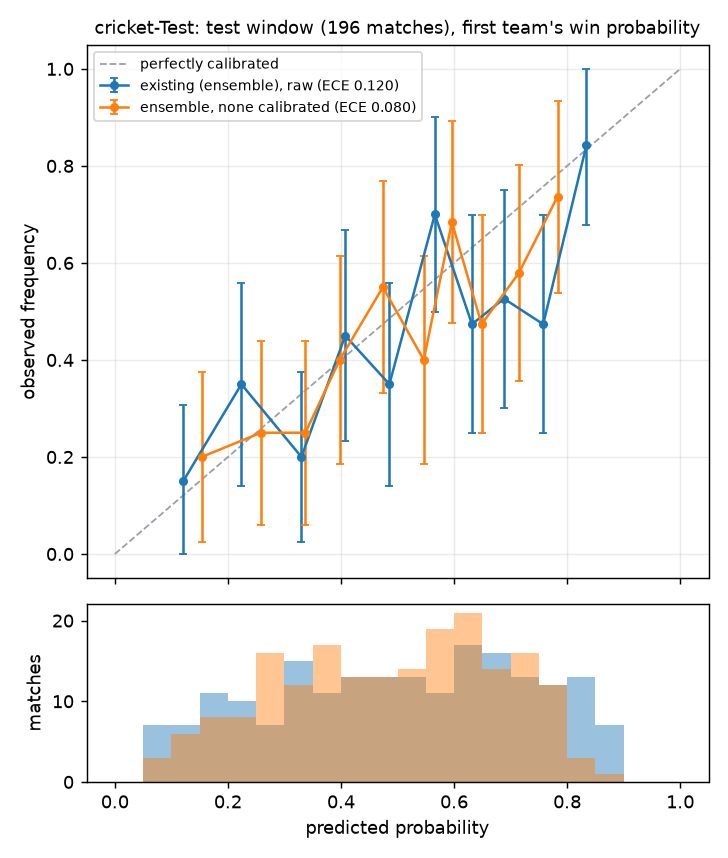 cricket-Test: test window (196 matches), first team's win probability
perfectly calibrated
existing (ensemble), raw (ECE 0.120)
ensemble, none calibrated (ECE 0.080)
1.0
0.8
0.6
0.4
0.2
0.0
observed frequency
20
10
0
matches
0.0 0.2 0.4 0.6 0.8 1.0
predicted probability